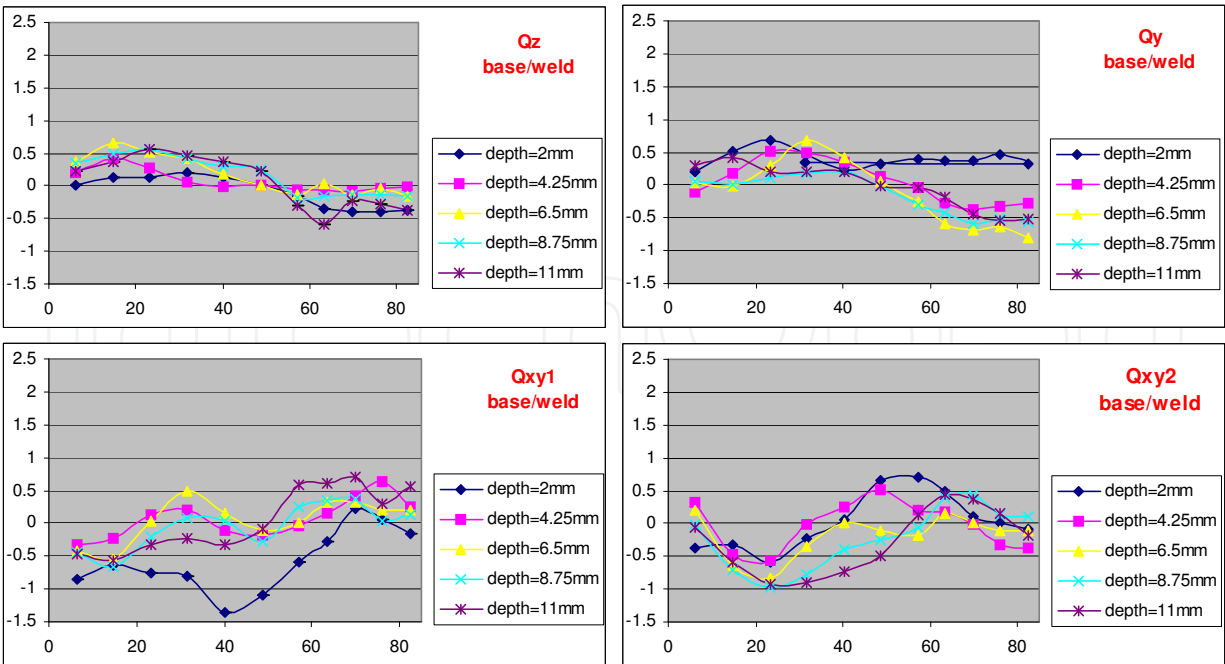 2.5
2
1.5
1
0.5
0
-0.5
-1
-1.5
0
20
40
60
80
Qz
base/weld
depth=2mm
depth=4.25mm
depth=6.5mm
depth=8.75mm
depth=11mm
2.5
2
1.5
1
0.5
0
-0.5
-1
-1.5
0
20
40
60
80
Qy
base/weld
depth=2mm
depth=4.25mm
depth=6.5mm
depth=8.75mm
depth=11mm
2.5
2
1.5
1
0.5
0
-0.5
-1
-1.5
0
20
40
60
80
Qxy1
base/weld
depth=2mm
depth=4.25mm
depth=6.5mm
depth=8.75mm
depth=11mm
2.5
2
1.5
1
0.5
0
-0.5
-1
-1.5
0
20
40
60
80
Qxy2
base/weld
depth=2mm
depth=4.25mm
depth=6.5mm
depth=8.75mm
depth=11mm